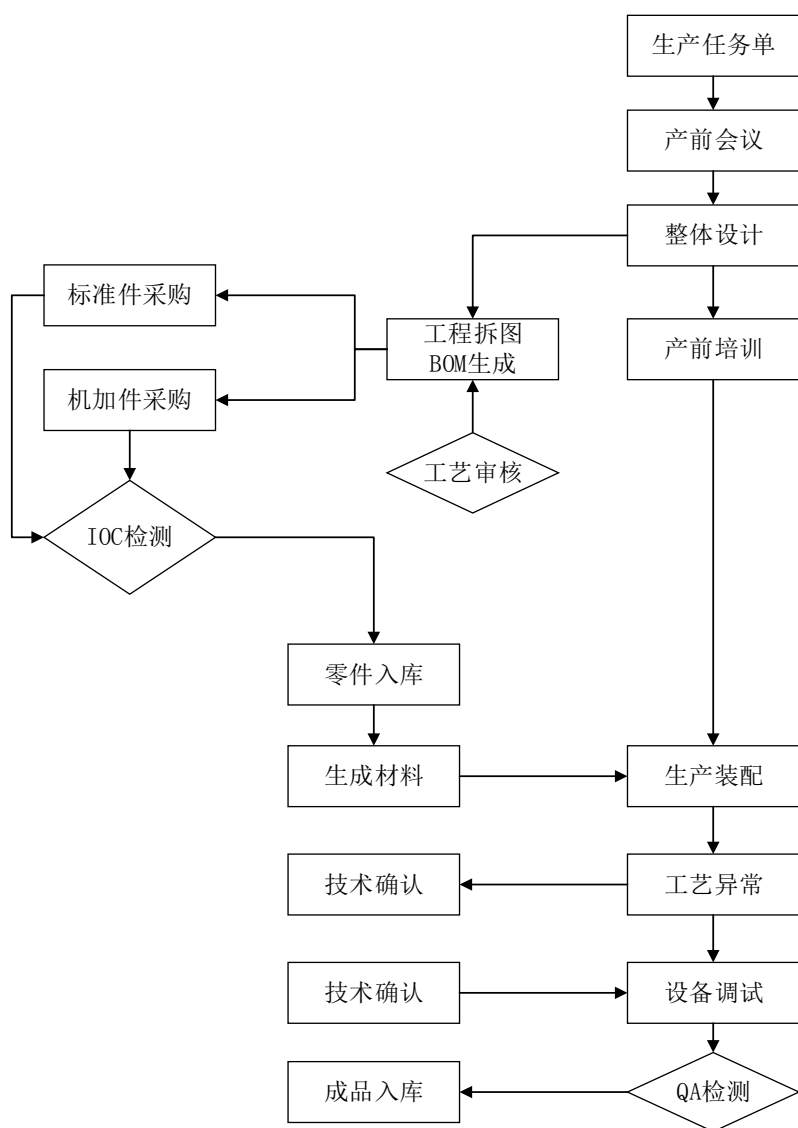 生产任务单
产前会议
整体设计
标准件采购
工程拆图
BOM生成
产前培训
机加件采购
工艺审核
IOC检测
零件入库
生成材料
生产装配
技术确认
工艺异常
技术确认
设备调试
成品入库
QA检测